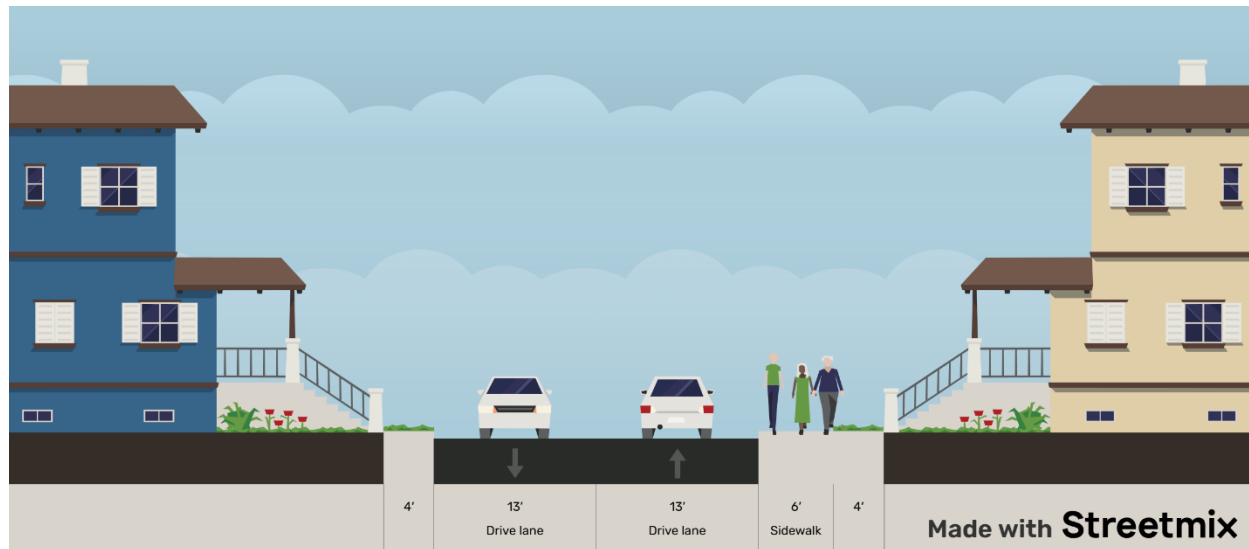 4′
13′
Drive lane
13′
Drive lane
6′
Sidewalk
4′
Made with Streetmix